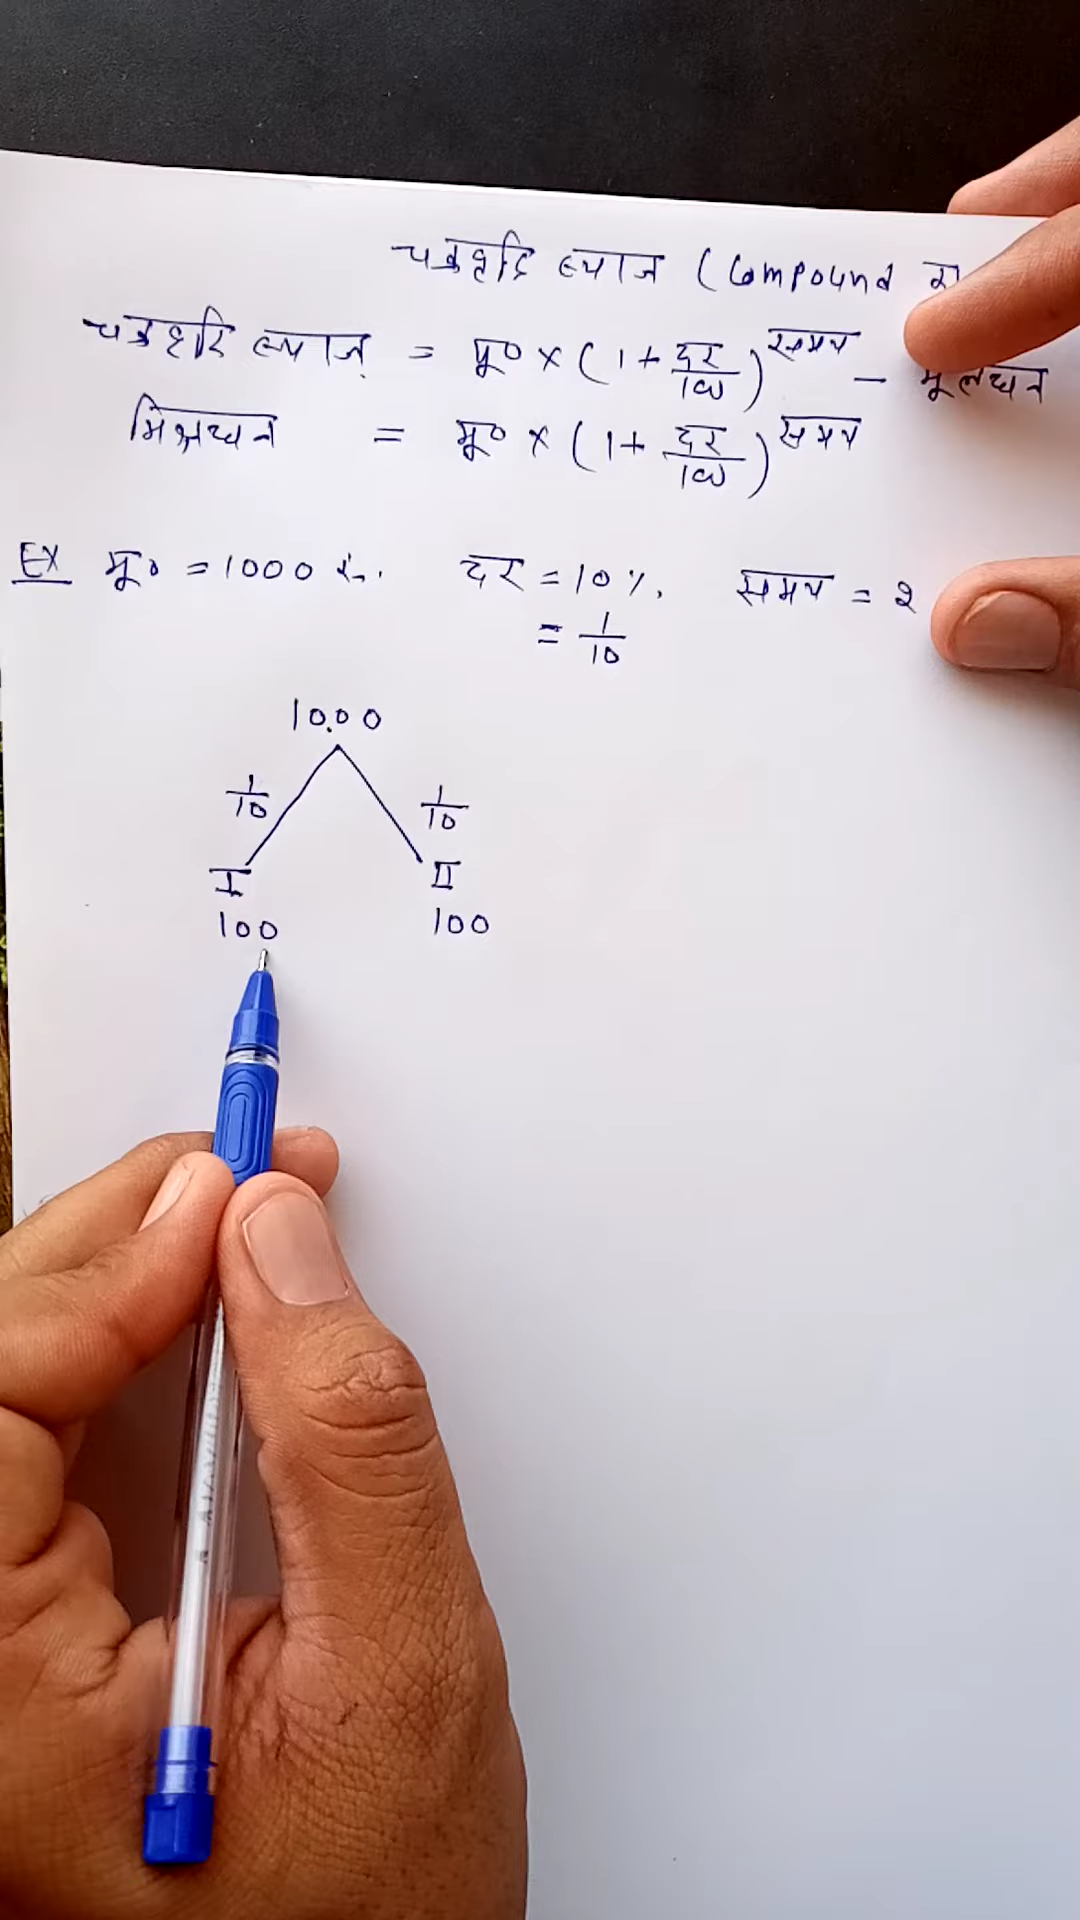 चक्रवृद्धि ब्याज (Compound
चक्रवृद्धि ब्याज = मू० × (1 + दर/100)^समय − मूलधन
मिश्रधन = मू० × (1 + दर/100)^समय
Ex मू० = 1000 रु. दर = 10%, समय = 2
= 1/10
1000
1/10 1/10
I II
100 100